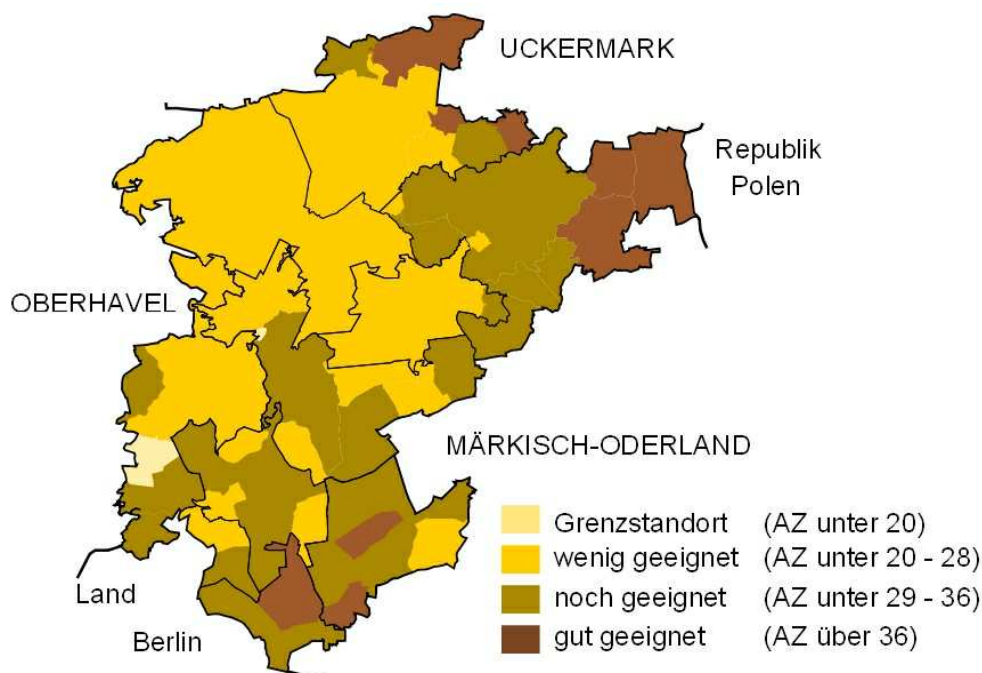 UCKERMARK
Republik
Polen
OBERHAVEL
MÄRKISCH-ODERLAND
Land
Berlin
Grenzstandort (AZ unter 20)
wenig geeignet (AZ unter 20 - 28)
noch geeignet (AZ unter 29 - 36)
gut geeignet (AZ über 36)